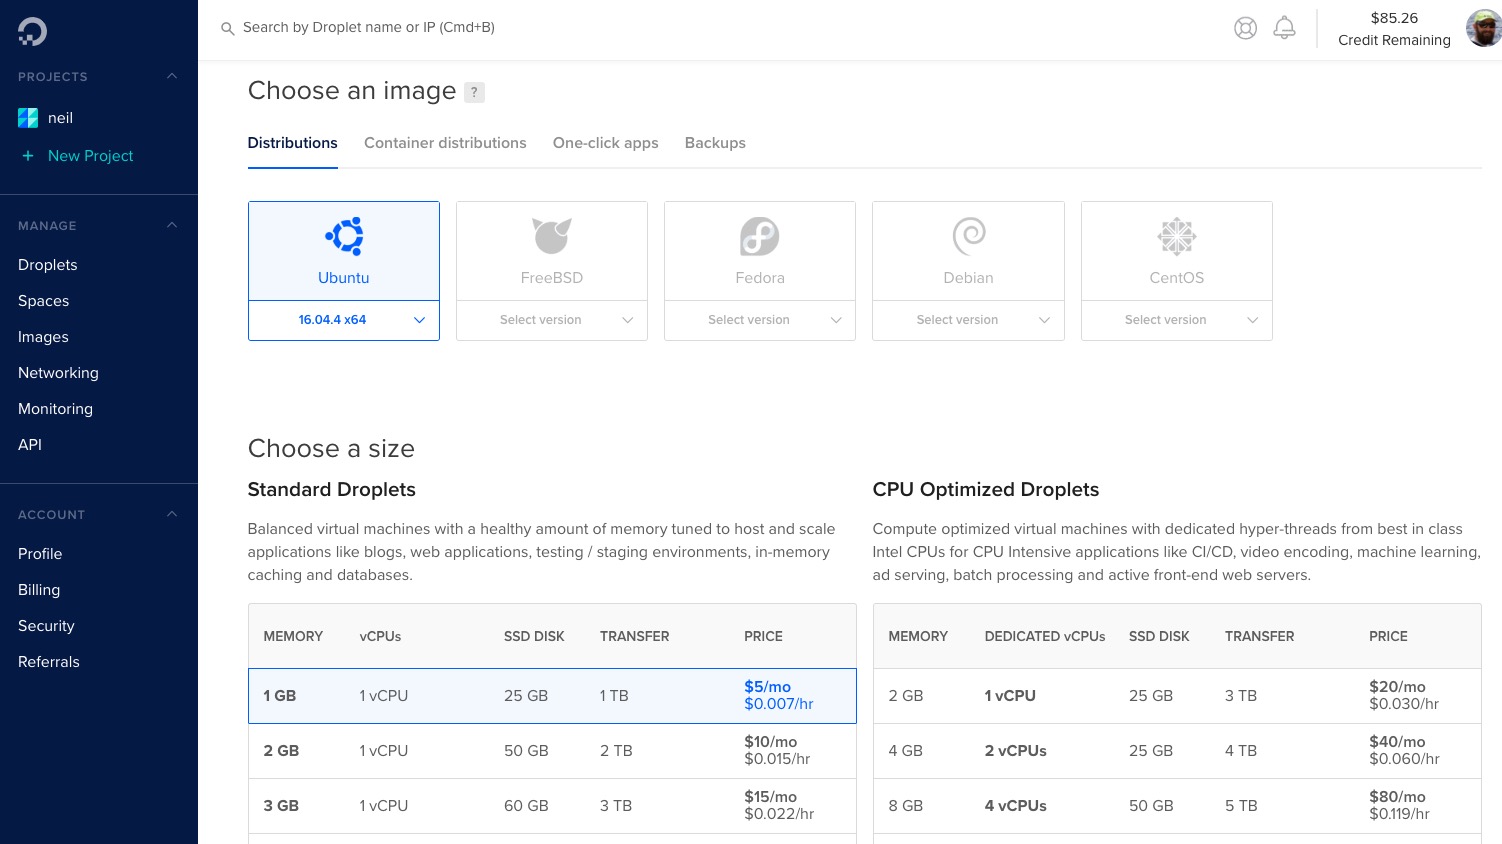 Search by Droplet name or IP (Cmd+B)
$85.26
Credit Remaining
PROJECTS
neil
+ New Project
MANAGE
Droplets
Spaces
Images
Networking
Monitoring
API
ACCOUNT
Profile
Billing
Security
Referrals
Choose an image ?
Distributions Container distributions One-click apps Backups
Ubuntu FreeBSD Fedora Debian CentOS
16.04.4 x64 Select version Select version Select version Select version
Choose a size
Standard Droplets
Balanced virtual machines with a healthy amount of memory tuned to host and scale
applications like blogs, web applications, testing / staging environments, in-memory
caching and databases.
MEMORY vCPUs SSD DISK TRANSFER PRICE
1 GB 1 vCPU 25 GB 1 TB $5/mo
$0.007/hr
2 GB 1 vCPU 50 GB 2 TB $10/mo
$0.015/hr
3 GB 1 vCPU 60 GB 3 TB $15/mo
$0.022/hr
CPU Optimized Droplets
Compute optimized virtual machines with dedicated hyper-threads from best in class
Intel CPUs for CPU Intensive applications like CI/CD, video encoding, machine learning,
ad serving, batch processing and active front-end web servers.
MEMORY DEDICATED vCPUs SSD DISK TRANSFER PRICE
2 GB 1 vCPU 25 GB 3 TB $20/mo
$0.030/hr
4 GB 2 vCPUs 25 GB 4 TB $40/mo
$0.060/hr
8 GB 4 vCPUs 50 GB 5 TB $80/mo
$0.119/hr